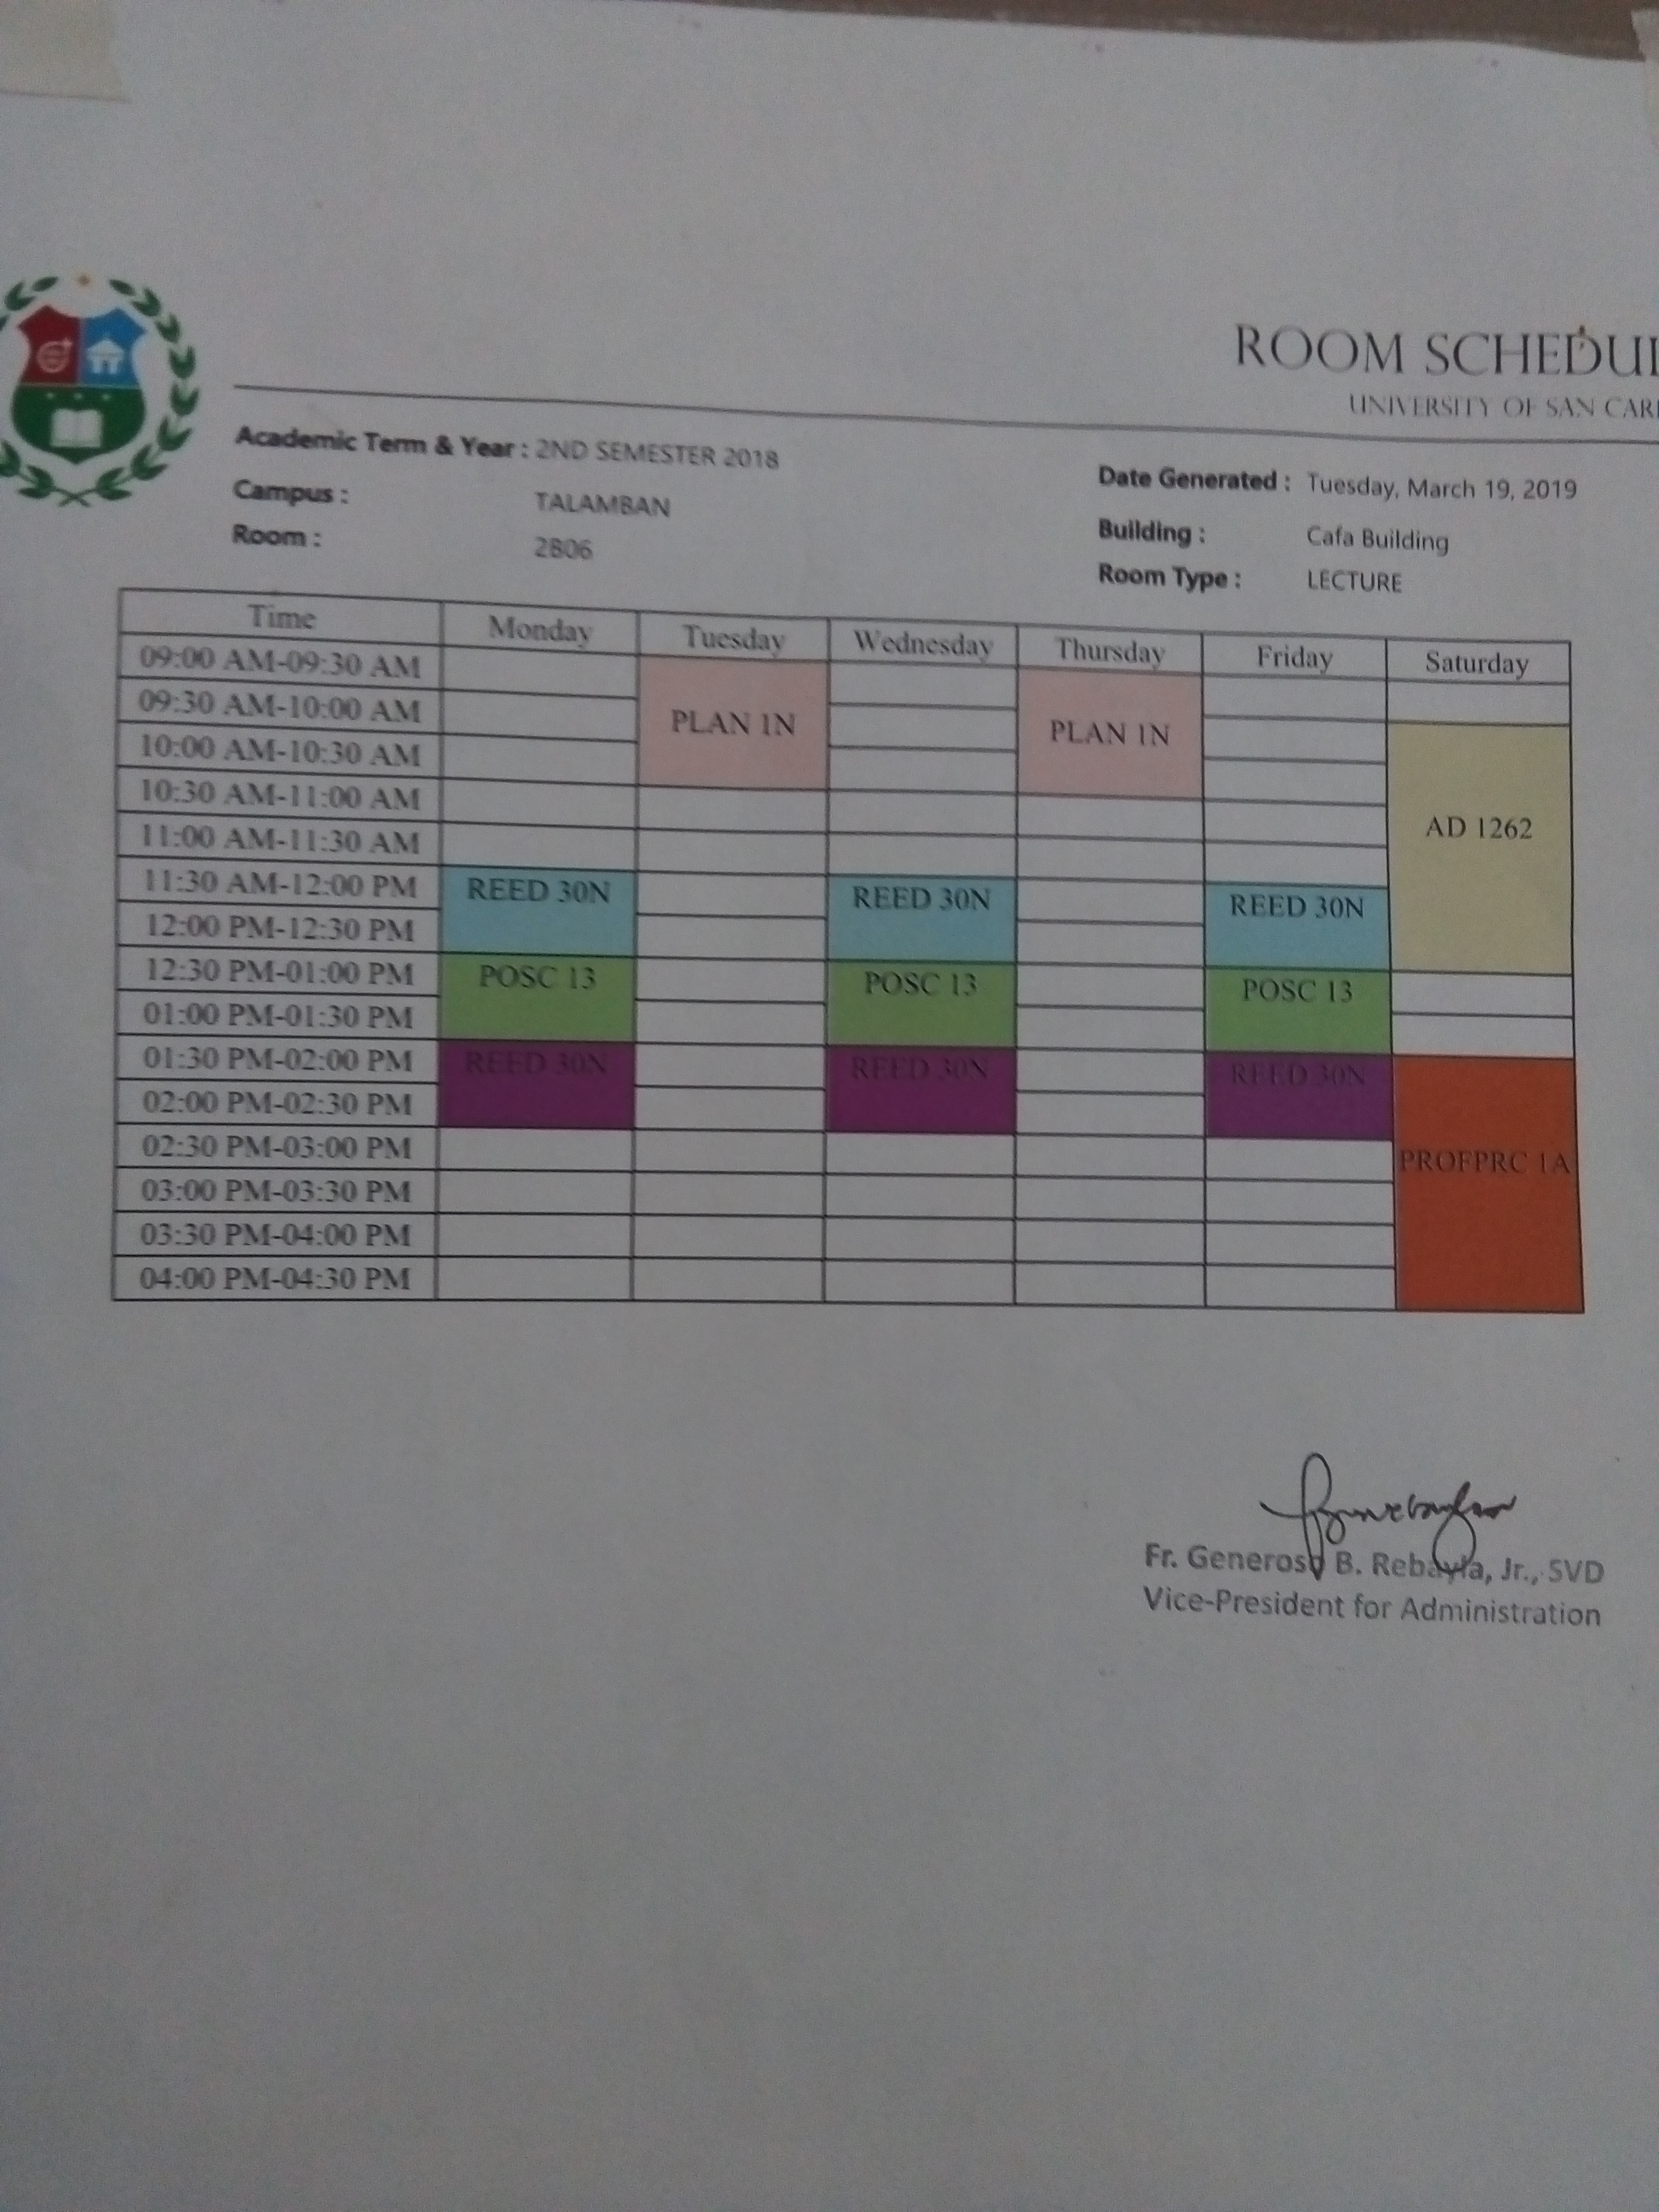 ROOM SCHEDUL
UNIVERSITY OF SAN CAR
Academic Term & Year : 2ND SEMESTER 2018
Date Generated : Tuesday, March 19, 2019
Campus : TALAMBAN
Building : Cafa Building
Room : 2B06
Room Type : LECTURE
Time Monday Tuesday Wednesday Thursday Friday Saturday
09:00 AM-09:30 AM
09:30 AM-10:00 AM PLAN 1N PLAN 1N
10:00 AM-10:30 AM
10:30 AM-11:00 AM
11:00 AM-11:30 AM AD 1262
11:30 AM-12:00 PM REED 30N REED 30N REED 30N
12:00 PM-12:30 PM
12:30 PM-01:00 PM POSC 13 POSC 13 POSC 13
01:00 PM-01:30 PM
01:30 PM-02:00 PM REED 30N REED 30N REED 30N
02:00 PM-02:30 PM
02:30 PM-03:00 PM PROFPRC 1A
03:00 PM-03:30 PM
03:30 PM-04:00 PM
04:00 PM-04:30 PM
Fr. Generoso B. Rebayla, Jr., SVD
Vice-President for Administration